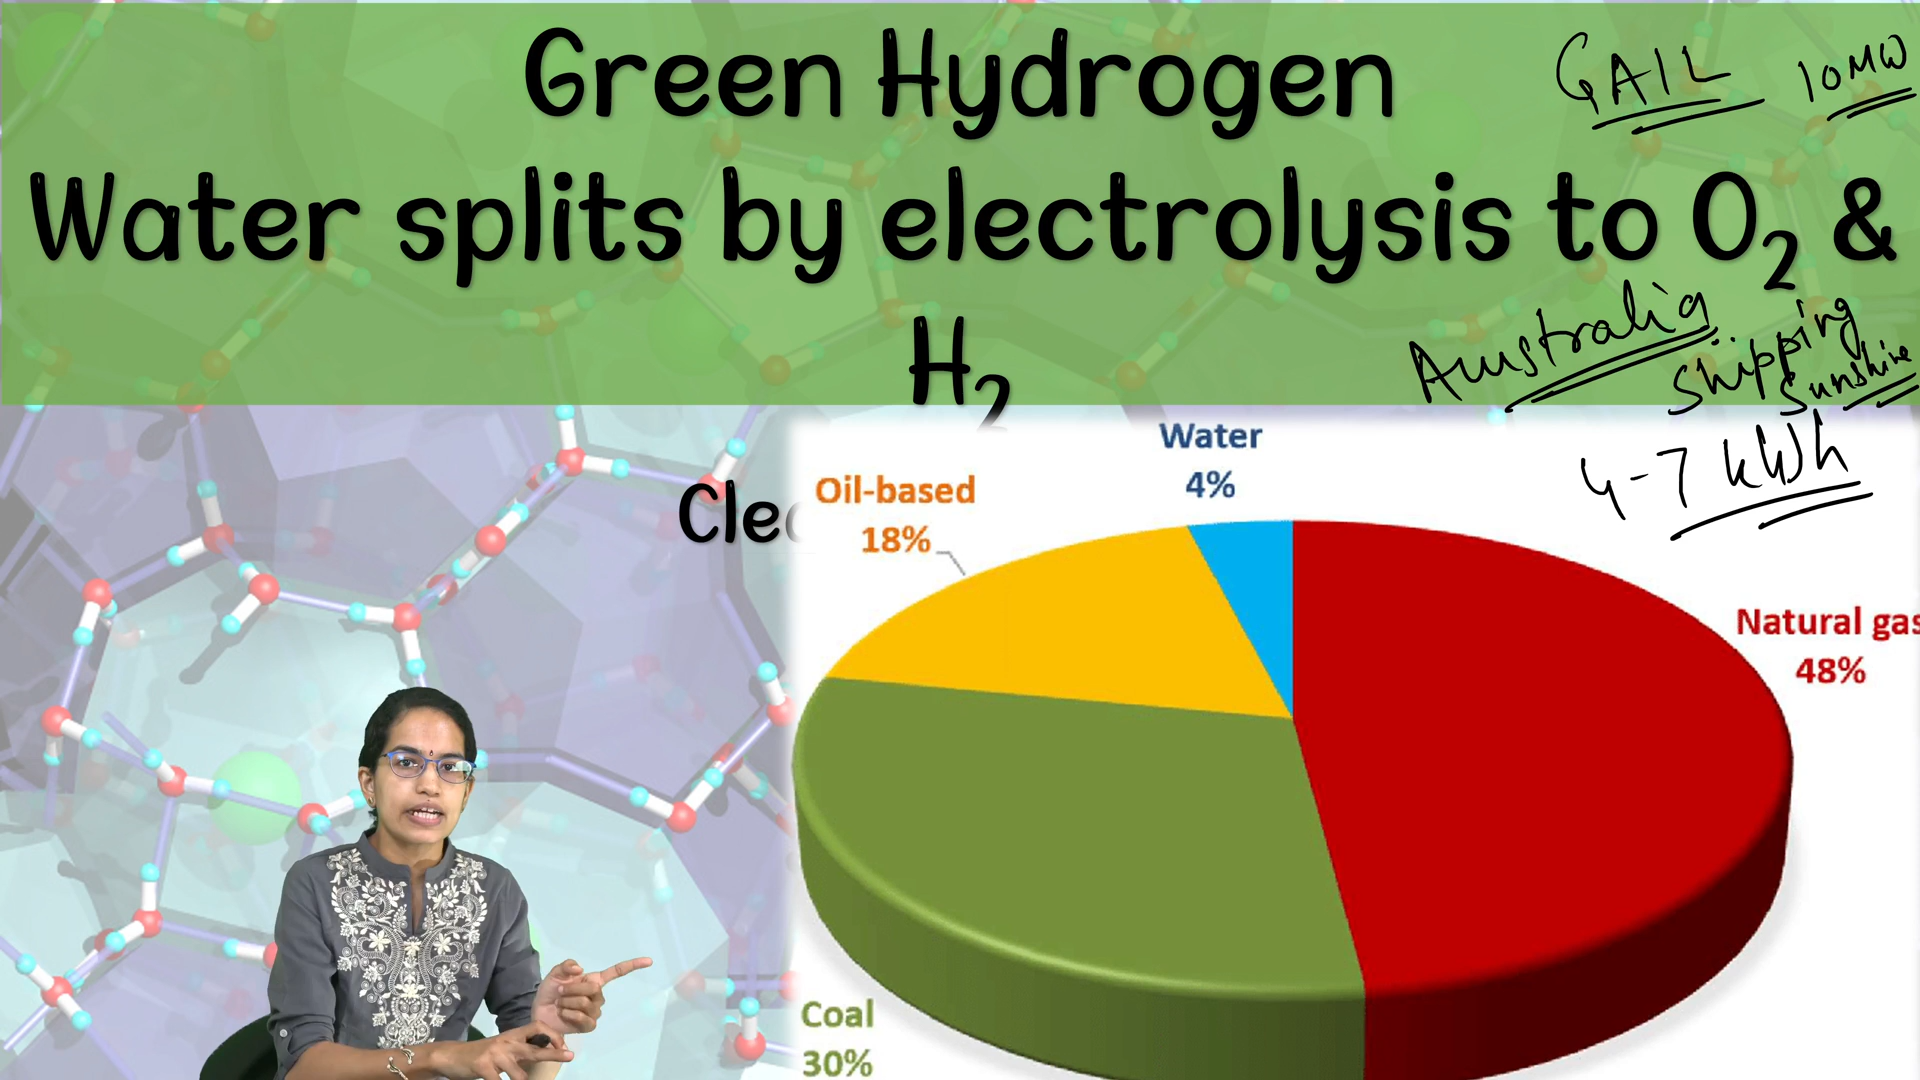 Green Hydrogen
GAIL 10MW
Water splits by electrolysis to O₂ &
H₂
Australia
Shipping
Sunshine
4-7 kWh
Water
4%
Oil-based
18%
Natural gas
48%
Coal
30%